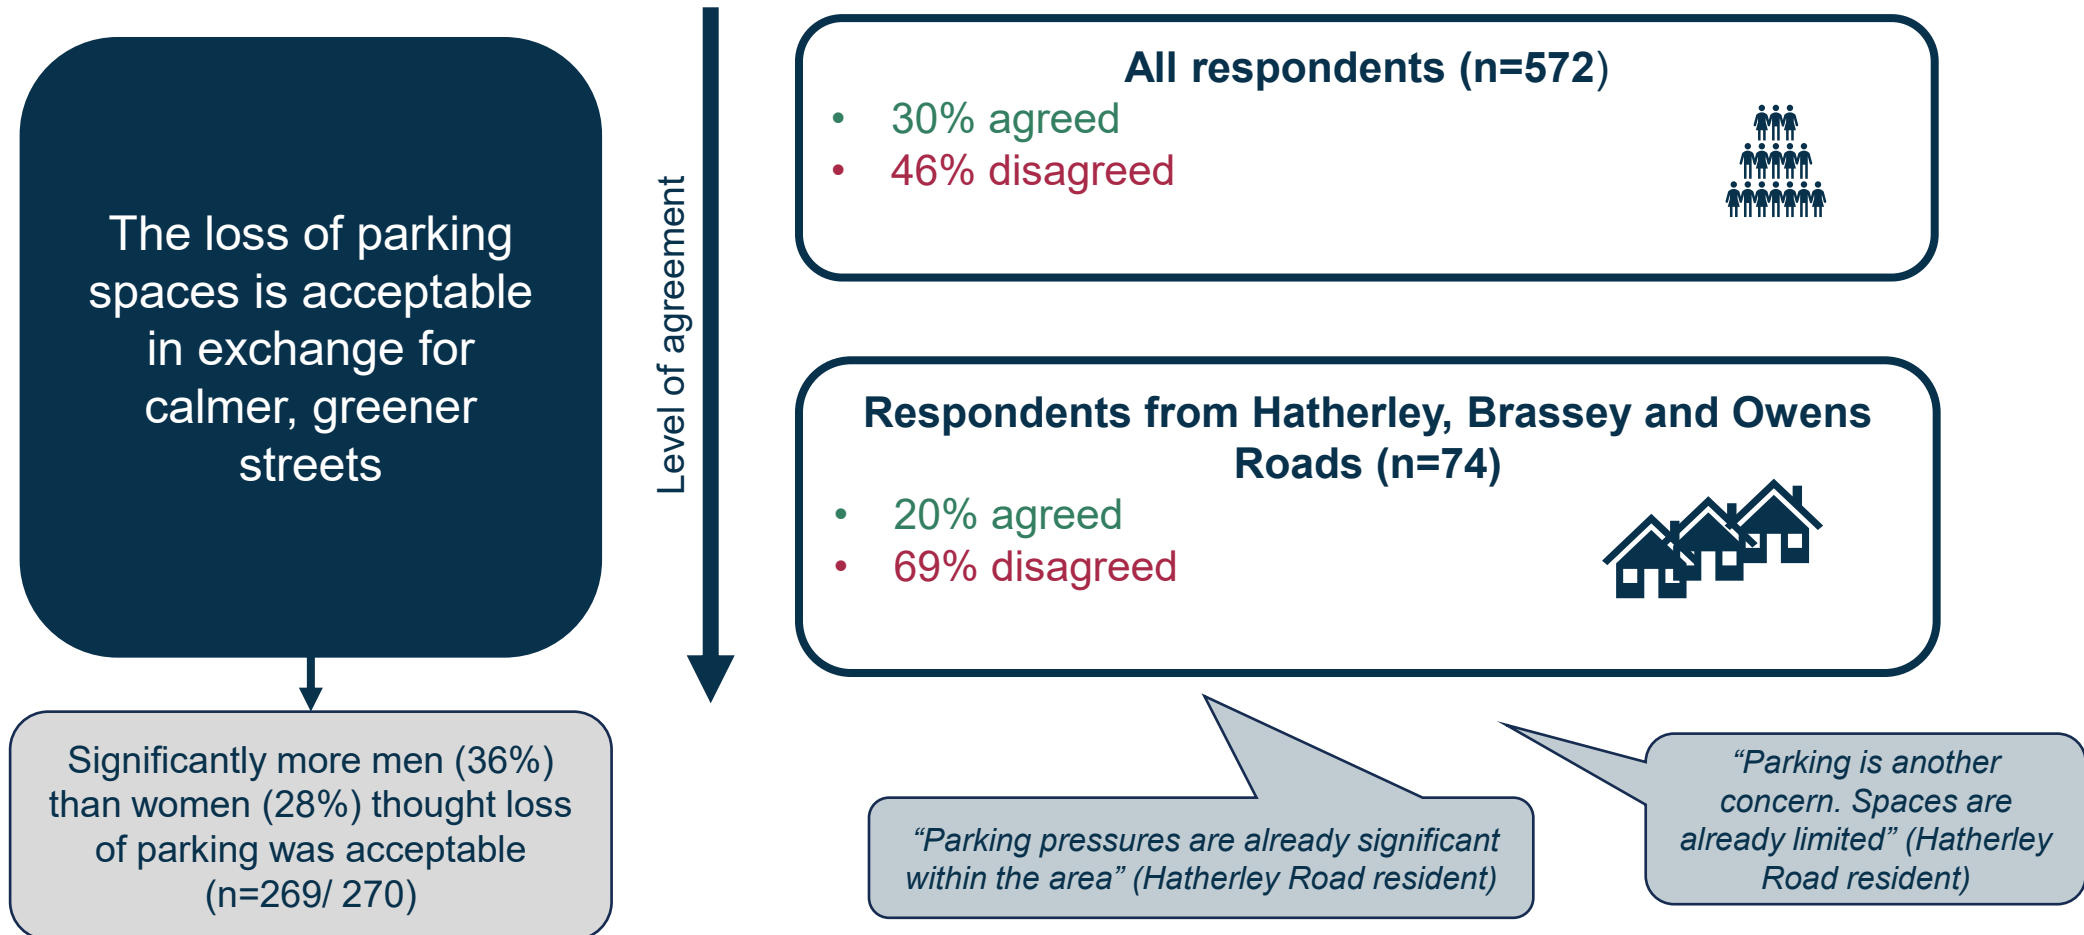 The loss of parking
spaces is acceptable
in exchange for
calmer, greener
streets
Significantly more men (36%)
than women (28%) thought loss
of parking was acceptable
(n=269/ 270)
Level of agreement
All respondents (n=572)
• 30% agreed
• 46% disagreed
Respondents from Hatherley, Brassey and Owens
Roads (n=74)
• 20% agreed
• 69% disagreed
“Parking pressures are already significant
within the area” (Hatherley Road resident)
“Parking is another
concern. Spaces are
already limited” (Hatherley
Road resident)